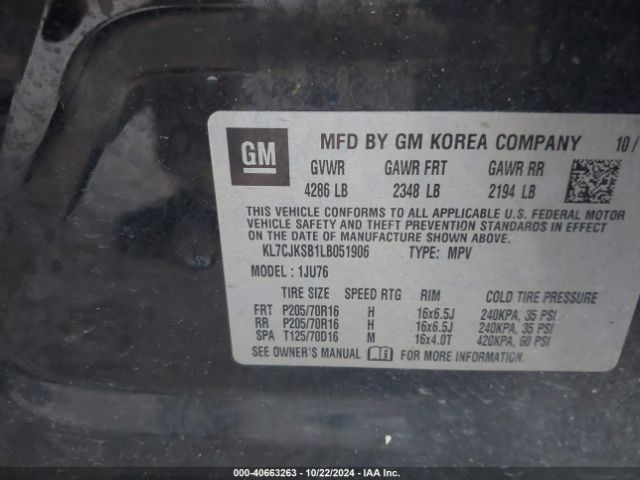 GM
MFD BY GM KOREA COMPANY 10/
GVWR GAWR FRT GAWR RR
4286 LB 2348 LB 2194 LB
THIS VEHICLE CONFORMS TO ALL APPLICABLE U.S. FEDERAL MOTOR
VEHICLE SAFETY AND THEFT PREVENTION STANDARDS IN EFFECT ON
THE DATE OF MANUFACTURE SHOWN ABOVE.
KL7CJKSB1LB051906 TYPE: MPV
MODEL : 1JU76
TIRE SIZE SPEED RTG RIM COLD TIRE PRESSURE
FRT P205/70R16 H 16x6.5J 240KPA, 35 PSI
RR P205/70R16 H 16x6.5J 240KPA, 35 PSI
SPA T125/70D16 M 16x4.0T 420KPA, 60 PSI
SEE OWNER'S MANUAL FOR MORE INFORMATION.
000-40663263 - 10/22/2024 - IAA Inc.